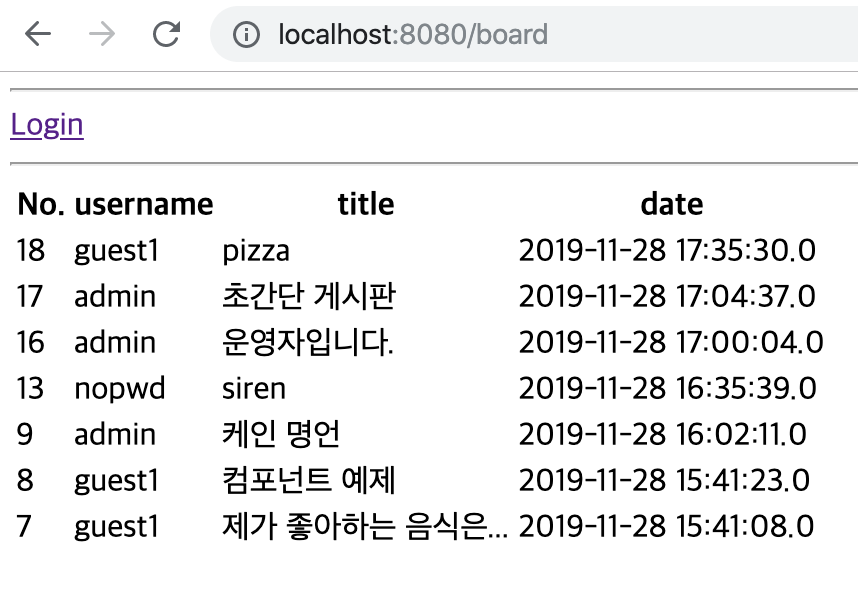 localhost:8080/board
Login
No. username title date
18 guest1 pizza 2019-11-28 17:35:30.0
17 admin 초간단 게시판 2019-11-28 17:04:37.0
16 admin 운영자입니다. 2019-11-28 17:00:04.0
13 nopwd siren 2019-11-28 16:35:39.0
9 admin 케인 명언 2019-11-28 16:02:11.0
8 guest1 컴포넌트 예제 2019-11-28 15:41:23.0
7 guest1 제가 좋아하는 음식은... 2019-11-28 15:41:08.0